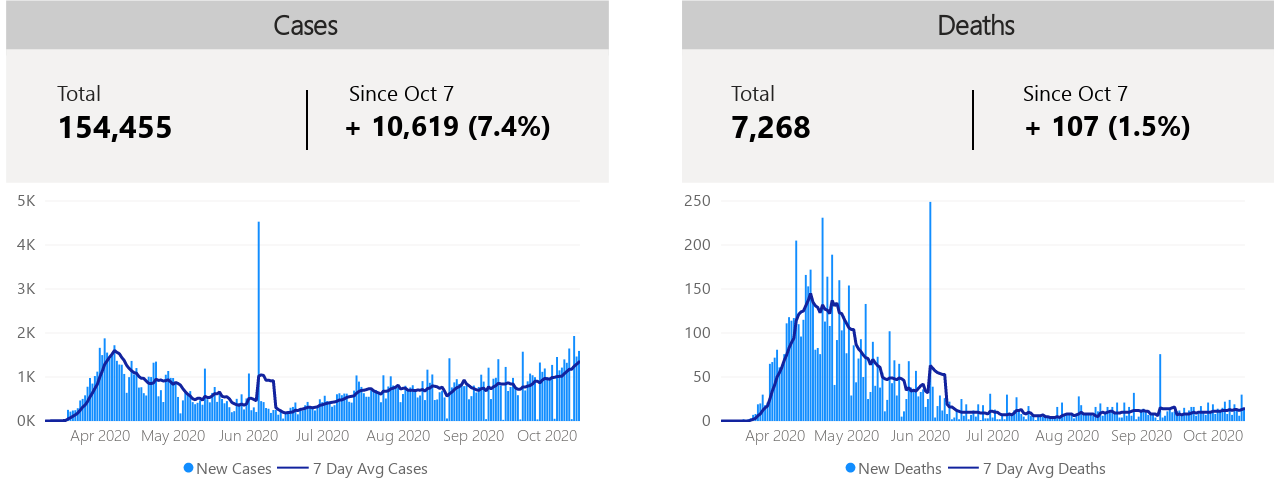 Cases
Total
154,455
Since Oct 7
+ 10,619 (7.4%)
5K
4K
3K
2K
1K
0K
Apr 2020 May 2020 Jun 2020 Jul 2020 Aug 2020 Sep 2020 Oct 2020
New Cases 7 Day Avg Cases
Deaths
Total
7,268
Since Oct 7
+ 107 (1.5%)
250
200
150
100
50
0
Apr 2020 May 2020 Jun 2020 Jul 2020 Aug 2020 Sep 2020 Oct 2020
New Deaths 7 Day Avg Deaths